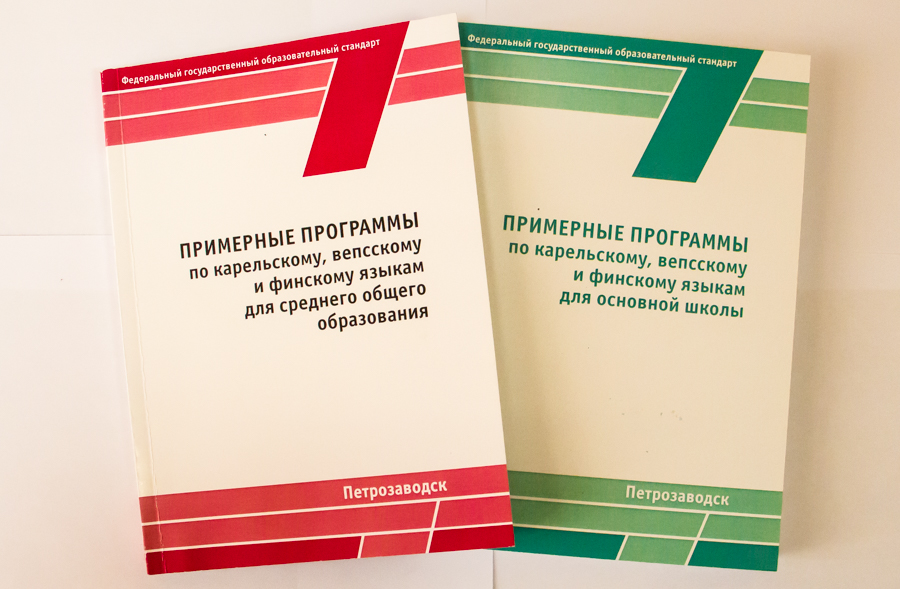 Федеральный государственный образовательный стандарт
ПРИМЕРНЫЕ ПРОГРАММЫ
по карельскому, вепсскому
и финскому языкам
для среднего общего
образования
Петрозаводск
Федеральный государственный образовательный стандарт
ПРИМЕРНЫЕ ПРОГРАММЫ
по карельскому, вепсскому
и финскому языкам
для основной школы
Петрозаводск